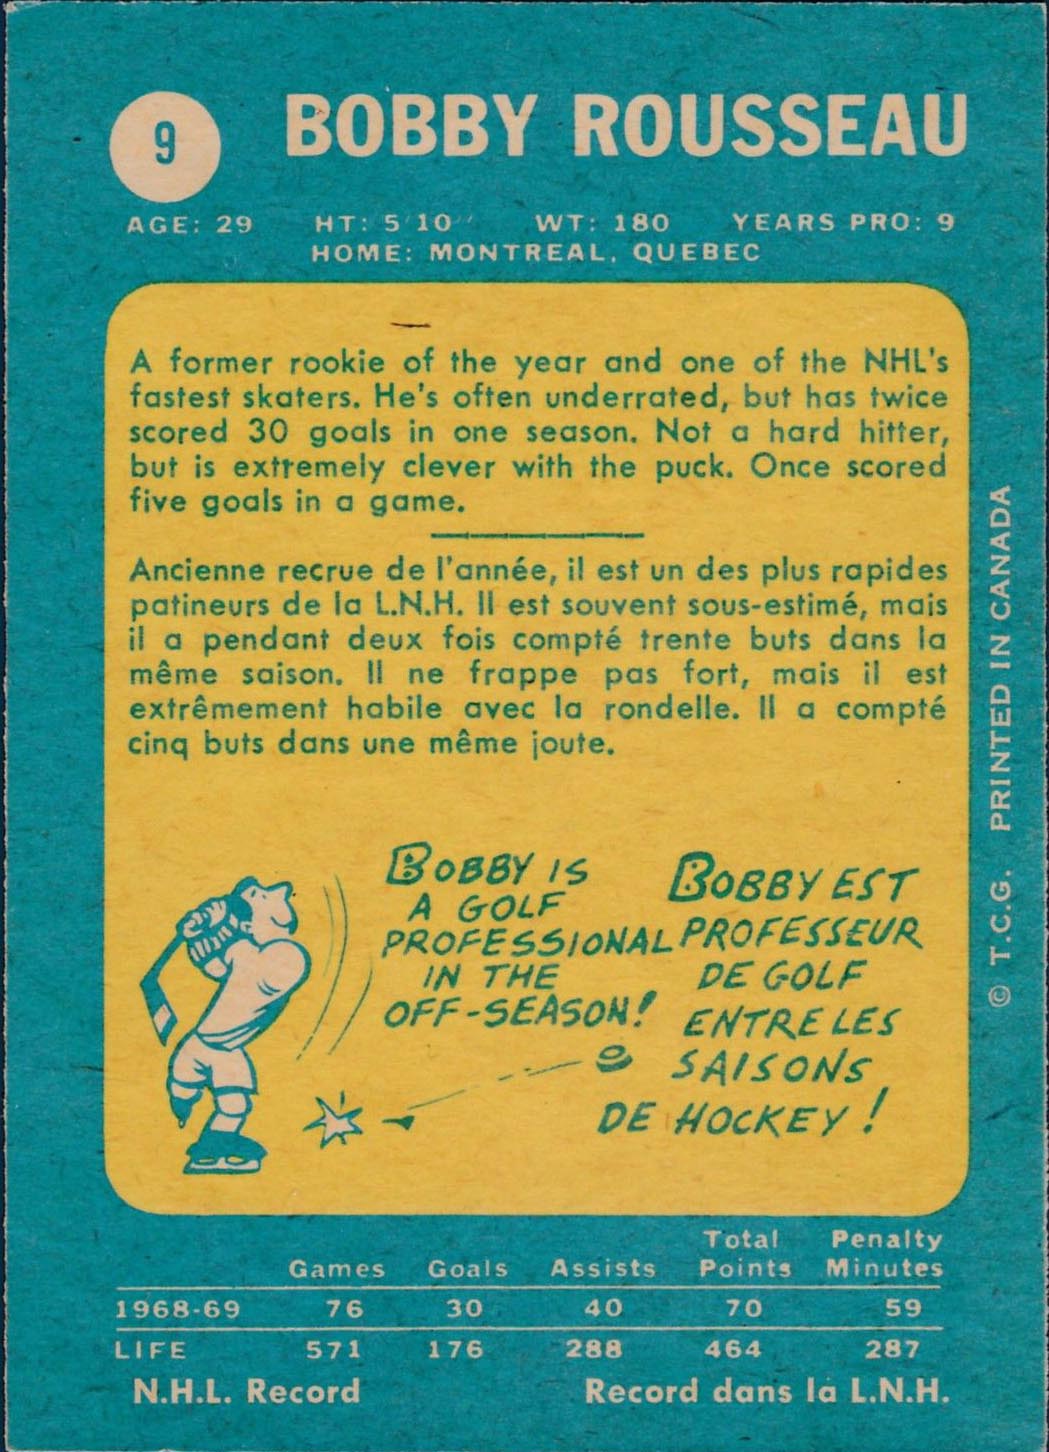 9
BOBBY ROUSSEAU
AGE: 29 HT: 5'10" WT: 180 YEARS PRO: 9
HOME: MONTREAL, QUEBEC
A former rookie of the year and one of the NHL's
fastest skaters. He's often underrated, but has twice
scored 30 goals in one season. Not a hard hitter,
but is extremely clever with the puck. Once scored
five goals in a game.
Ancienne recrue de l'année, il est un des plus rapides
patineurs de la L.N.H. Il est souvent sous-estimé, mais
il a pendant deux fois compté trente buts dans la
même saison. Il ne frappe pas fort, mais il est
extrêmement habile avec la rondelle. Il a compté
cinq buts dans une même joute.
BOBBY IS
A GOLF
PROFESSIONAL
IN THE
OFF-SEASON!
BOBBY EST
PROFESSEUR
DE GOLF
ENTRE LES
SAISONS
DE HOCKEY!
© T.C.G. PRINTED IN CANADA
Total Penalty
Games Goals Assists Points Minutes
1968-69 76 30 40 70 59
LIFE 571 176 288 464 287
N.H.L. Record Record dans la L.N.H.